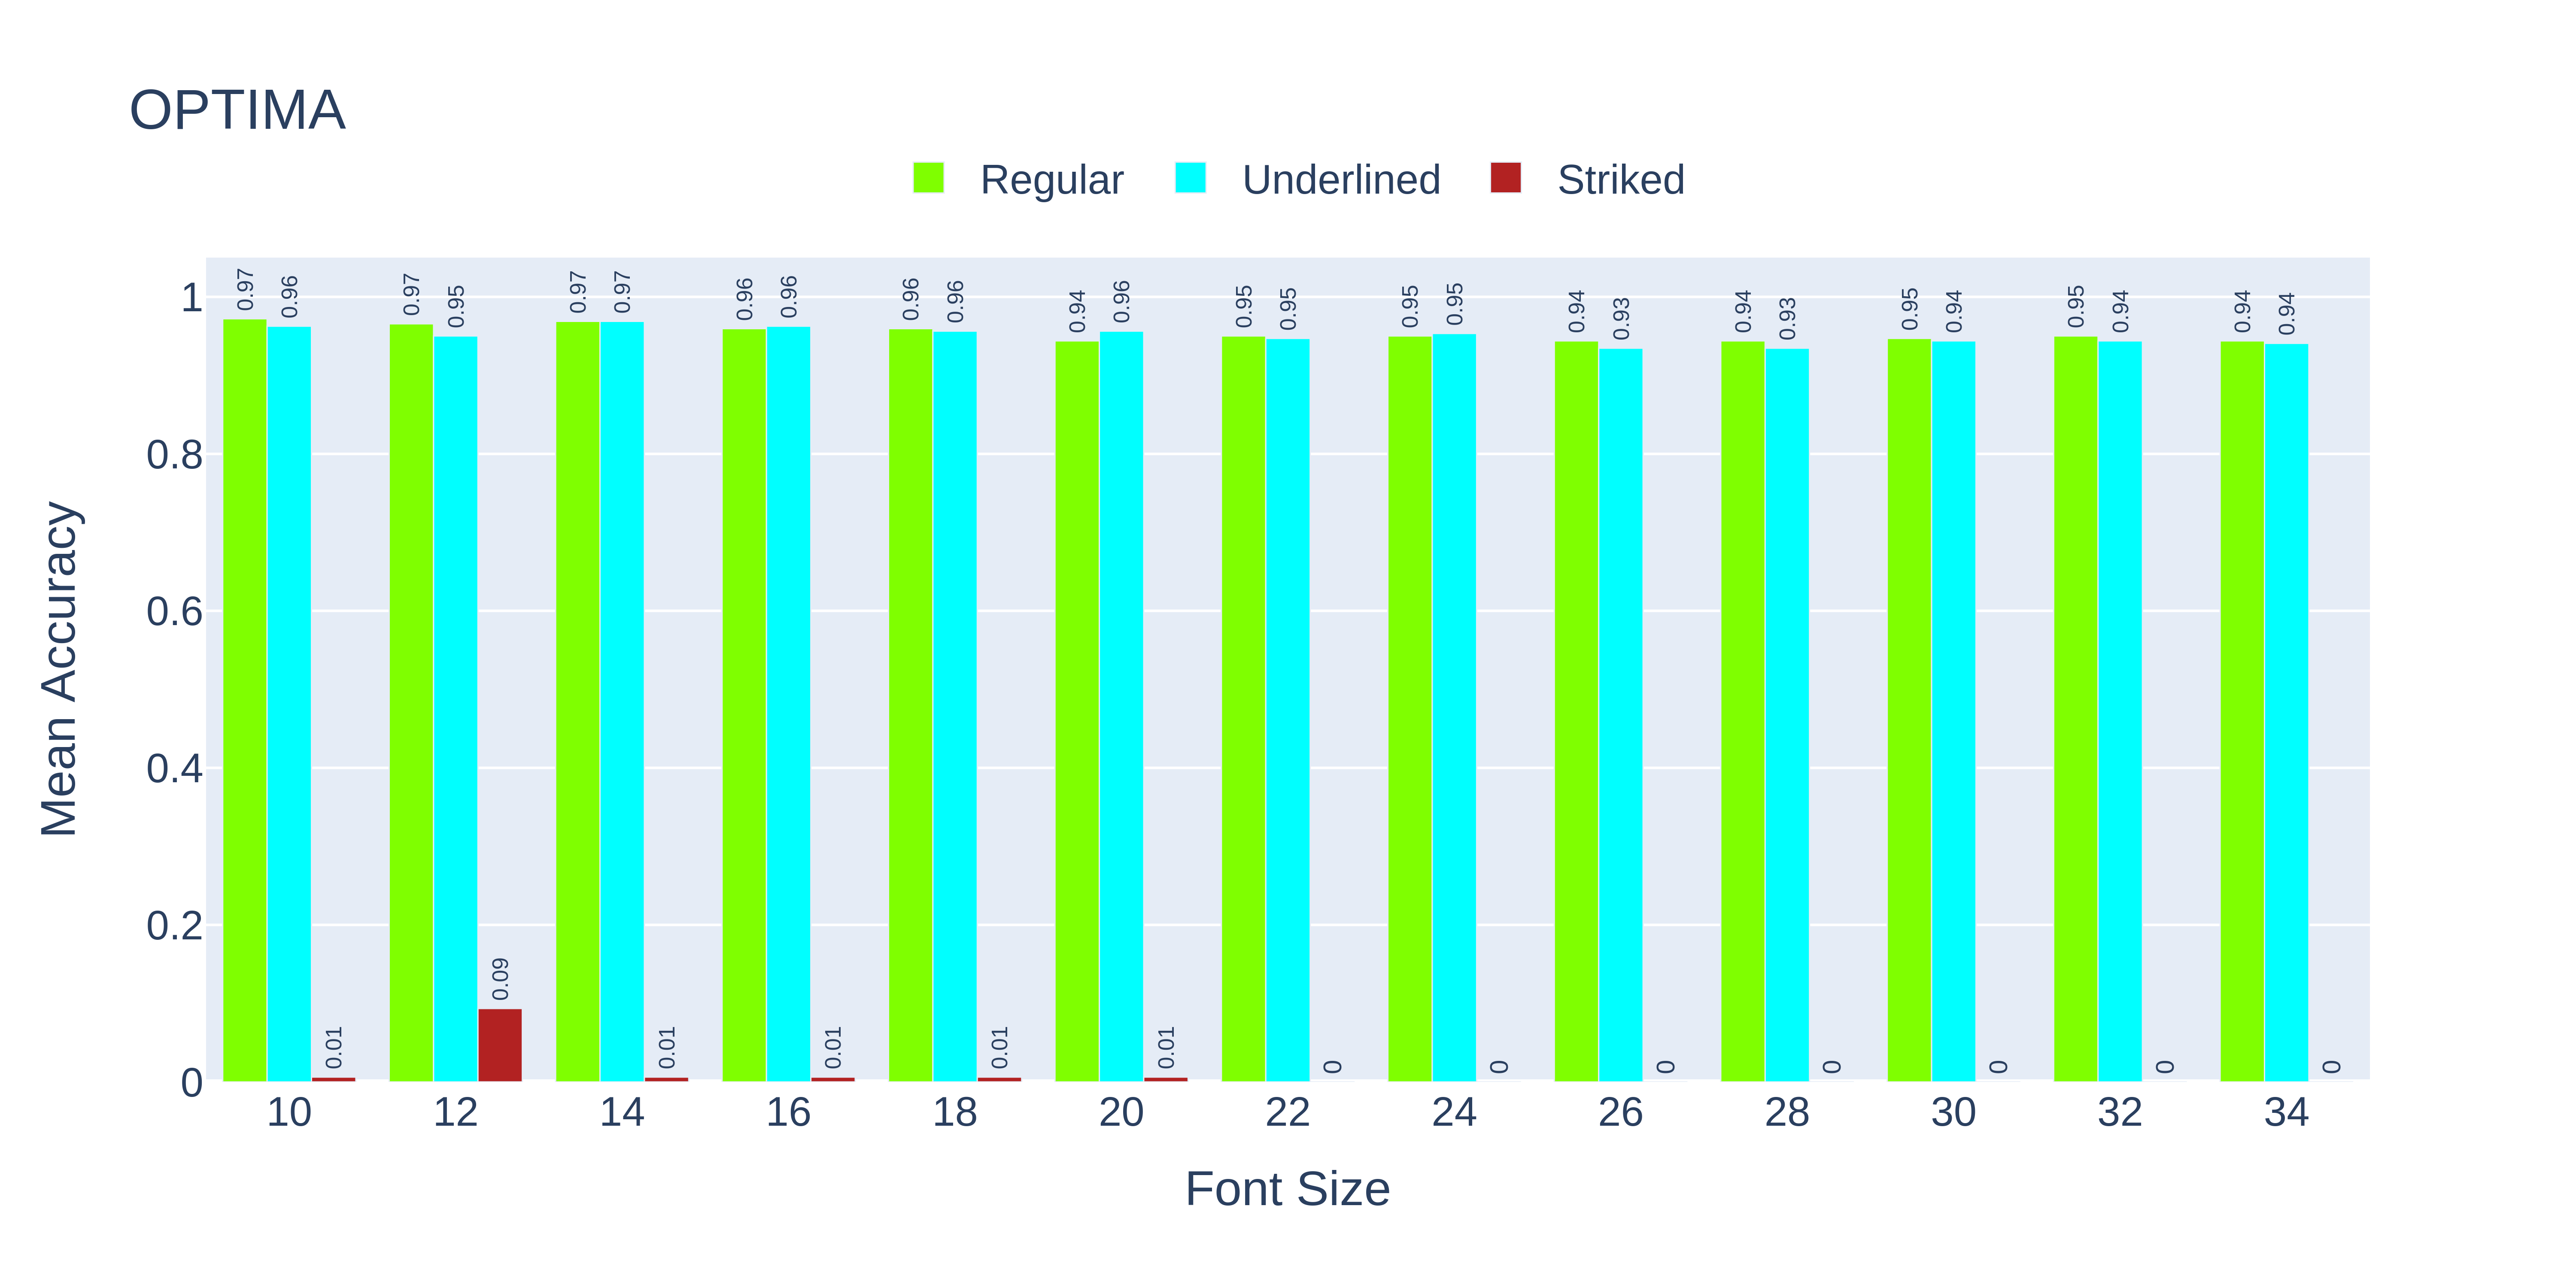 OPTIMA
Regular Underlined Striked
0.97 0.96 0.01 0.97 0.95 0.09 0.97 0.97 0.01 0.96 0.96 0.01 0.96 0.96 0.01 0.94 0.96 0.01 0.95 0.95 0 0.95 0.95 0 0.94 0.93 0 0.94 0.93 0 0.95 0.94 0 0.95 0.94 0 0.94 0.94 0
1
0.8
0.6
0.4
0.2
0
Mean Accuracy
10 12 14 16 18 20 22 24 26 28 30 32 34
Font Size